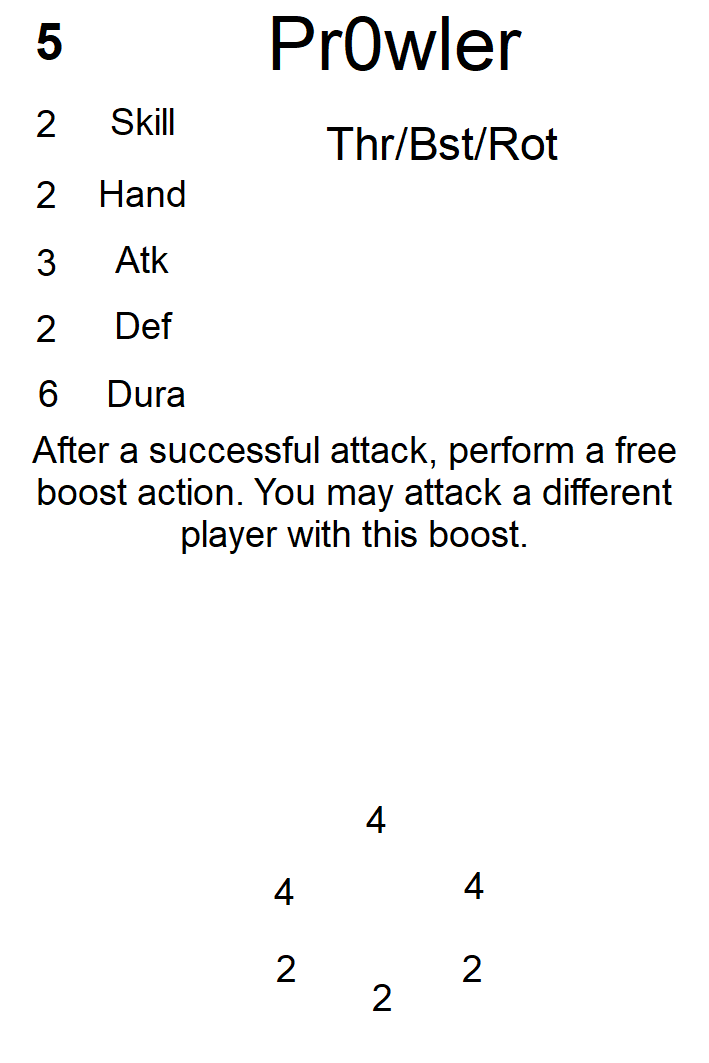 5 Pr0wler
2 Skill
Thr/Bst/Rot
2 Hand
3 Atk
2 Def
6 Dura
After a successful attack, perform a free
boost action. You may attack a different
player with this boost.
4
4 4
2 2
2